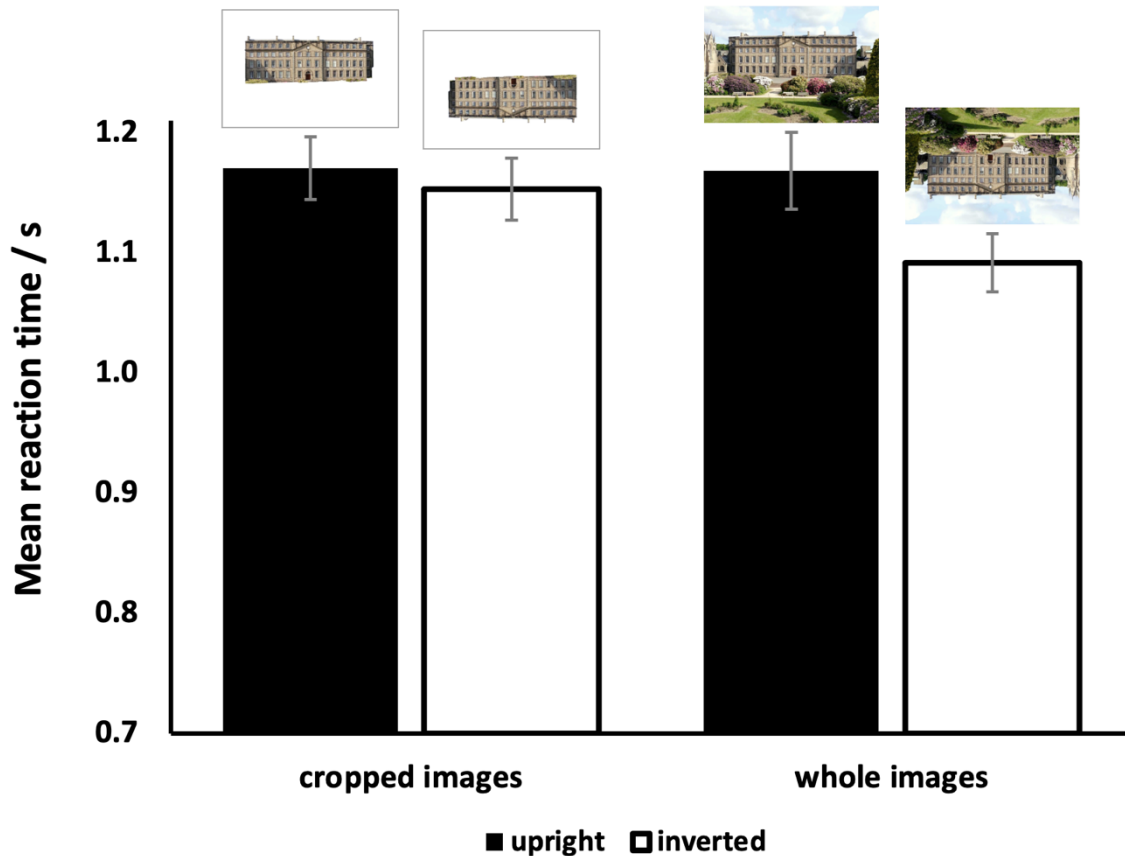 Mean reaction time / s
1.2
1.1
1.0
0.9
0.8
0.7
cropped images
whole images
upright inverted